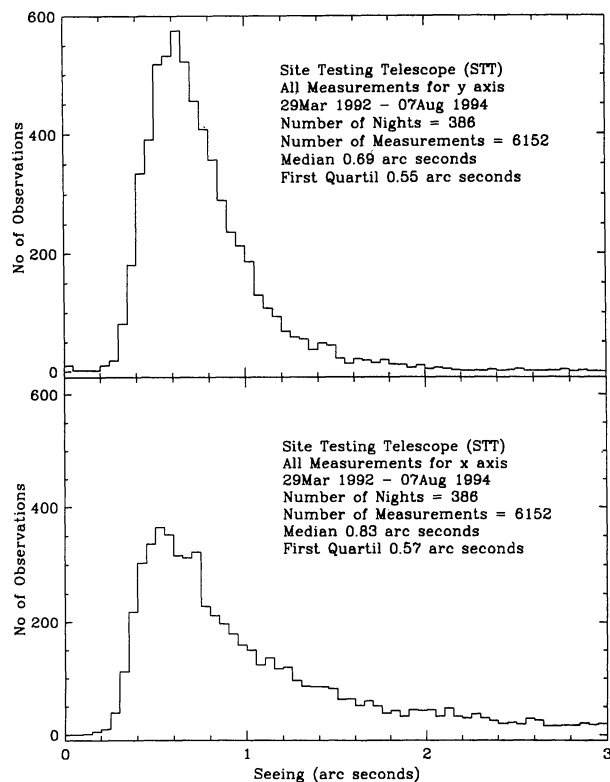 600
400
200
0
No of Observations
Site Testing Telescope (STT)
All Measurements for y axis
29Mar 1992 - 07Aug 1994
Number of Nights = 386
Number of Measurements = 6152
Median 0.69 arc seconds
First Quartil 0.55 arc seconds
600
400
200
0
No of Observations
Site Testing Telescope (STT)
All Measurements for x axis
29Mar 1992 - 07Aug 1994
Number of Nights = 386
Number of Measurements = 6152
Median 0.83 arc seconds
First Quartil 0.57 arc seconds
0 1 2 3
Seeing (arc seconds)